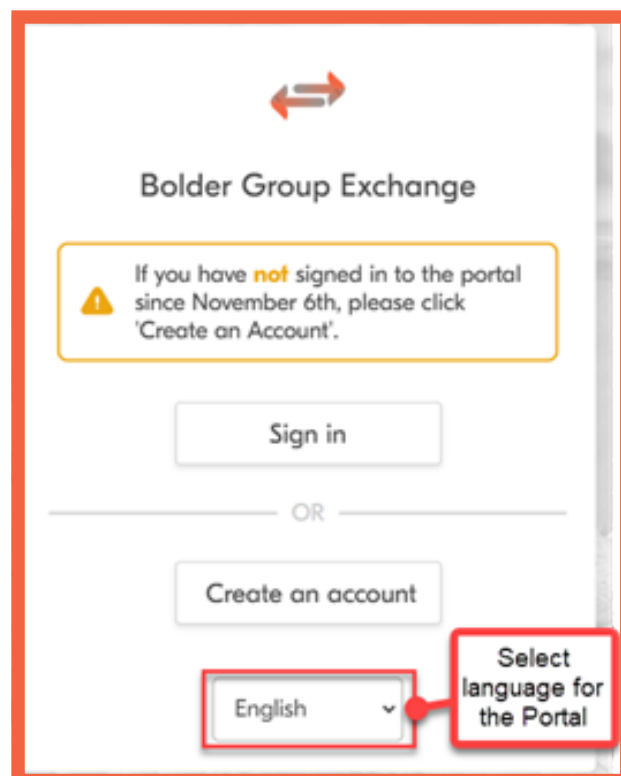 Bolder Group Exchange
If you have not signed in to the portal
since November 6th, please click
'Create an Account'.
Sign in
OR
Create an account
English
Select
language for
the Portal